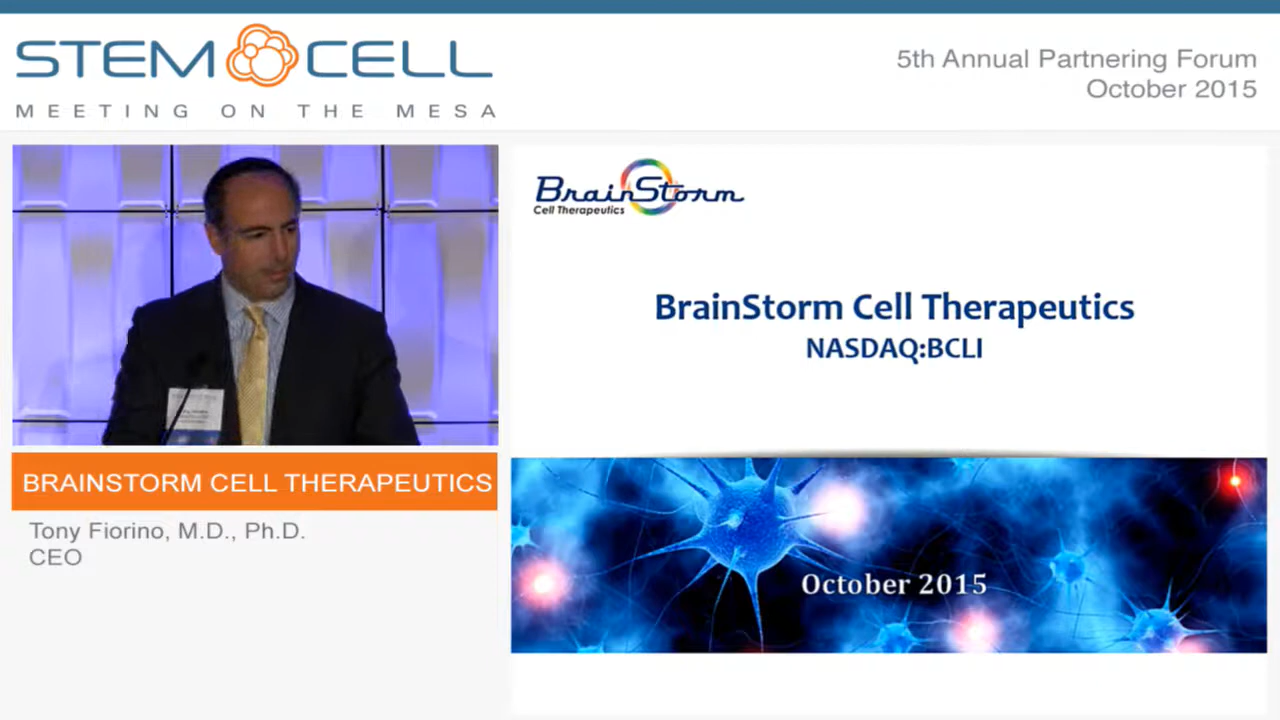 STEM CELL
MEETING ON THE MESA
5th Annual Partnering Forum
October 2015
BrainStorm
Cell Therapeutics
BrainStorm Cell Therapeutics
NASDAQ:BCLI
October 2015
BRAINSTORM CELL THERAPEUTICS
Tony Fiorino, M.D., Ph.D.
CEO